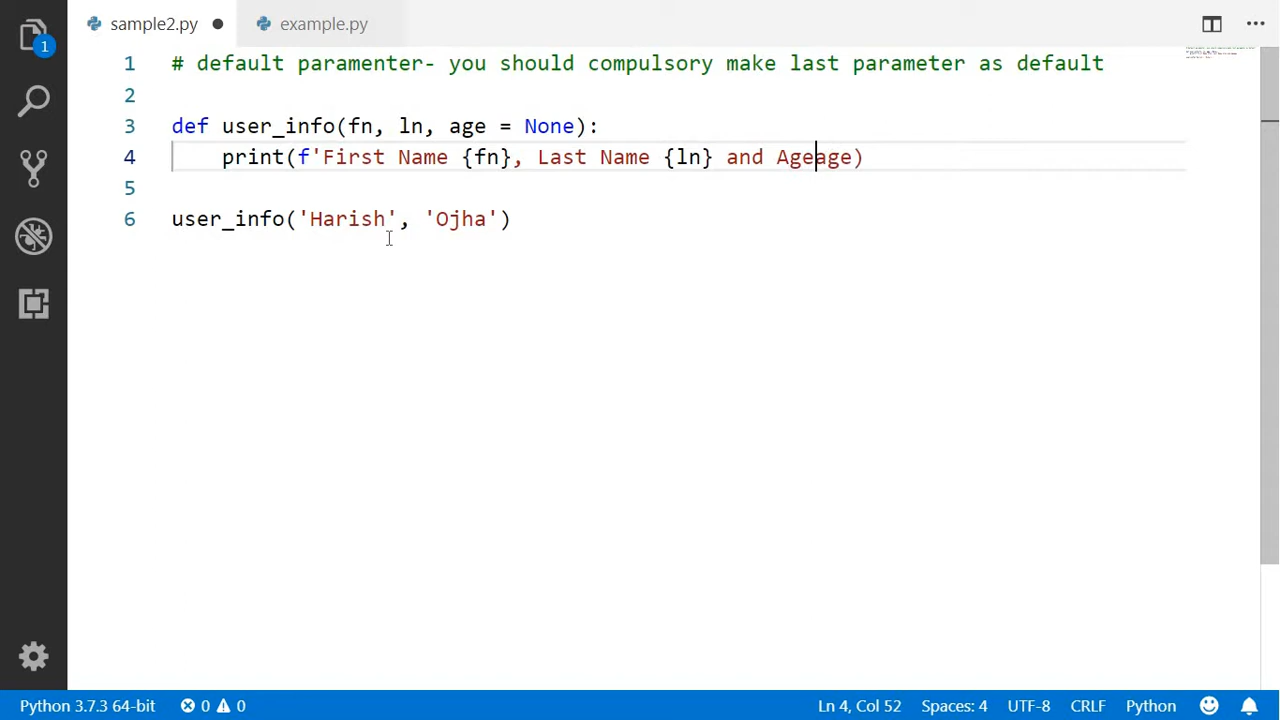 sample2.py
example.py
1
1 # default paramenter- you should compulsory make last parameter as default
2
3 def user_info(fn, ln, age = None):
4 print(f'First Name {fn}, Last Name {ln} and Ageage)
5
6 user_info('Harish', 'Ojha')
Python 3.7.3 64-bit 0 0 Ln 4, Col 52 Spaces: 4 UTF-8 CRLF Python